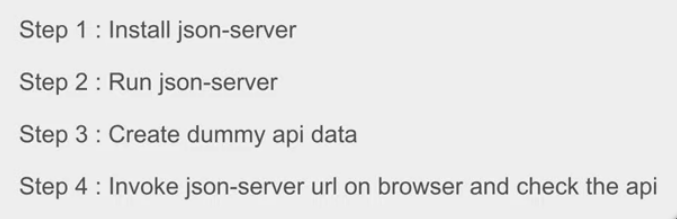 Step 1 : Install json-server
Step 2 : Run json-server
Step 3 : Create dummy api data
Step 4 : Invoke json-server url on browser and check the api